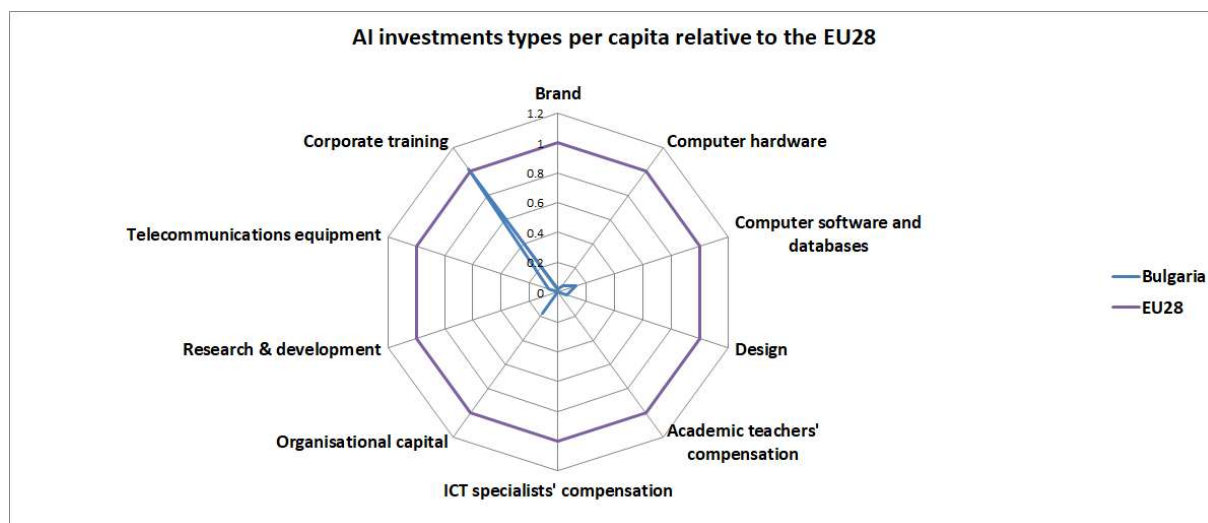 AI investments types per capita relative to the EU28
Brand
1.2
1
0.8
0.6
0.4
0.2
0
Computer hardware
Computer software and
databases
Design
Academic teachers'
compensation
ICT specialists' compensation
Organisational capital
Research & development
Telecommunications equipment
Corporate training
Bulgaria
EU28